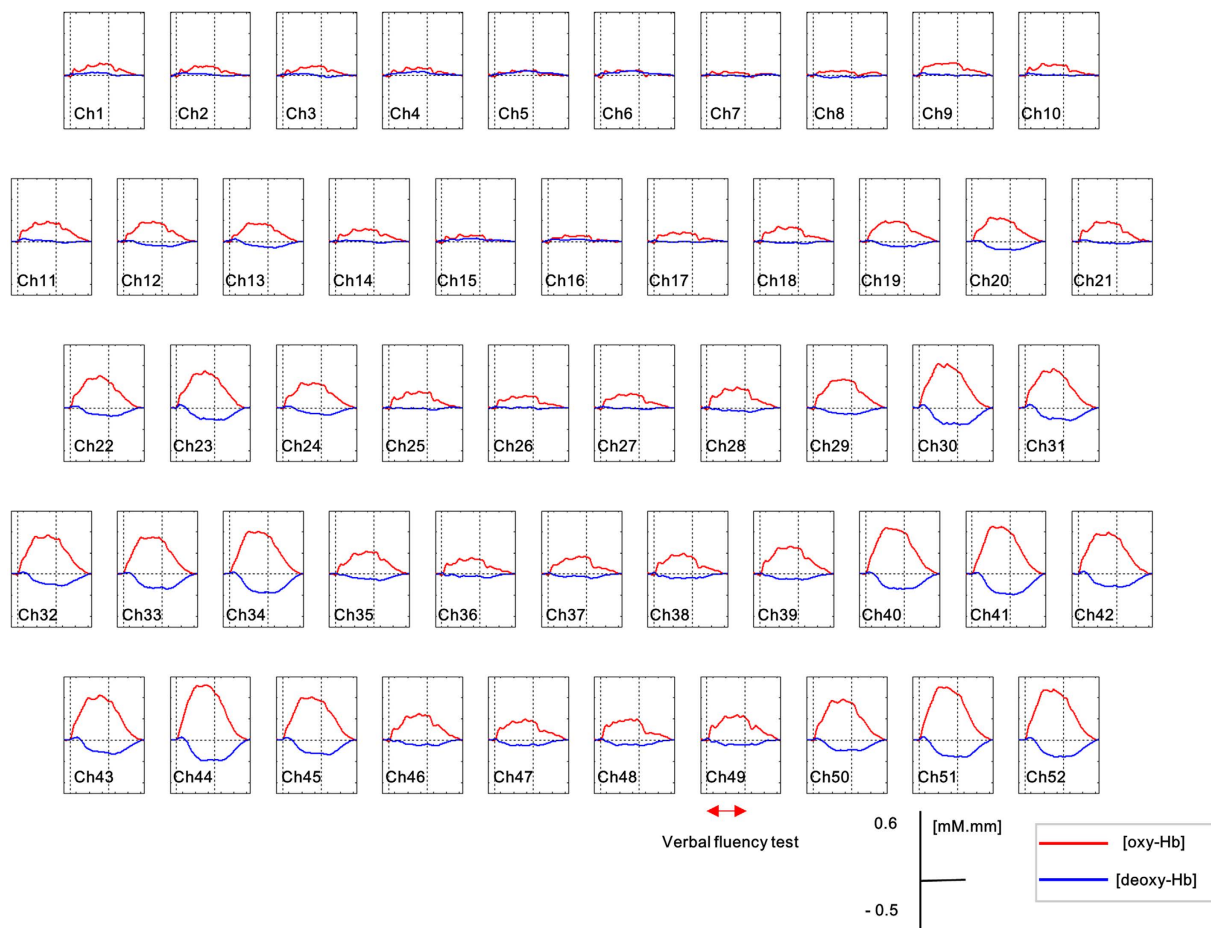 Ch1 Ch2 Ch3 Ch4 Ch5 Ch6 Ch7 Ch8 Ch9 Ch10
Ch11 Ch12 Ch13 Ch14 Ch15 Ch16 Ch17 Ch18 Ch19 Ch20 Ch21
Ch22 Ch23 Ch24 Ch25 Ch26 Ch27 Ch28 Ch29 Ch30 Ch31
Ch32 Ch33 Ch34 Ch35 Ch36 Ch37 Ch38 Ch39 Ch40 Ch41 Ch42
Ch43 Ch44 Ch45 Ch46 Ch47 Ch48 Ch49 Ch50 Ch51 Ch52
Verbal fluency test
0.6 [mM.mm]
- 0.5
[oxy-Hb]
[deoxy-Hb]